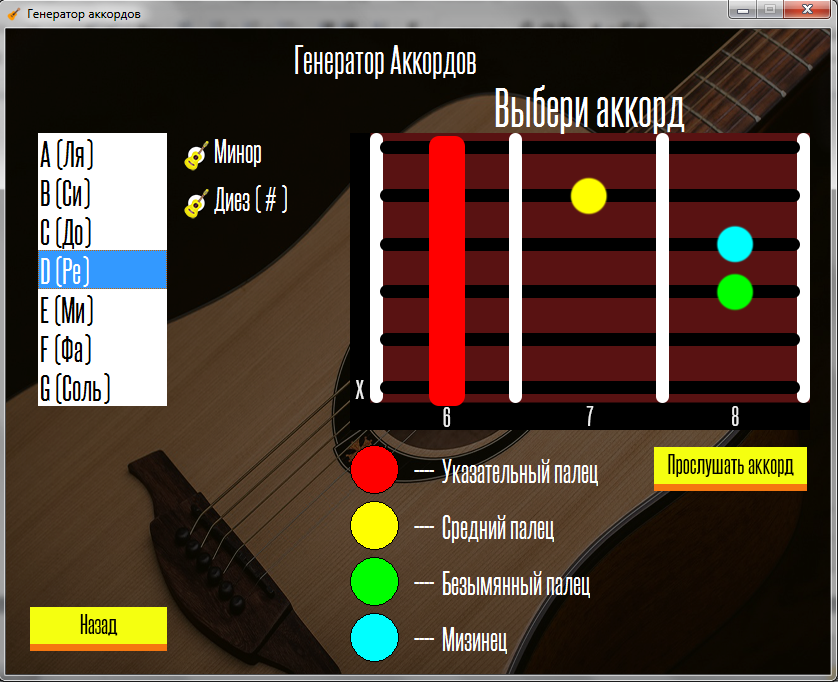 Генератор аккордов
Генератор Аккордов
Выбери аккорд
A (Ля)
B (Си)
C (До)
D (Ре)
E (Ми)
F (Фа)
G (Соль)
Минор
Диез ( # )
X
6 7 8
---- Указательный палец
---- Средний палец
---- Безымянный палец
---- Мизинец
Прослушать аккорд
Назад